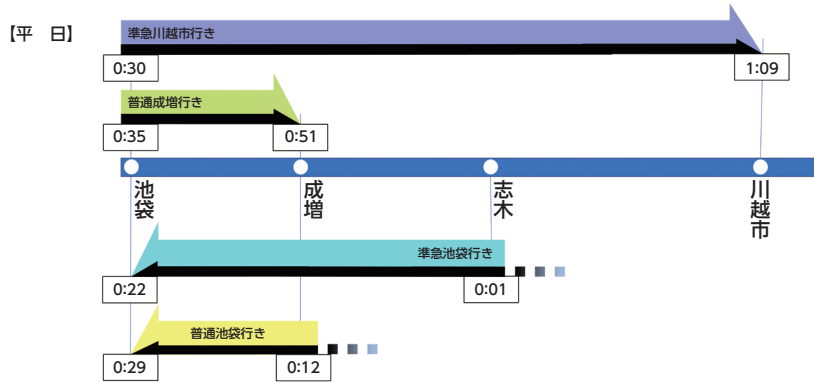 【平　日】
準急川越市行き
0:30
1:09
普通成増行き
0:35
0:51
池袋
成増
志木
川越市
準急池袋行き
0:22
0:01
普通池袋行き
0:29
0:12